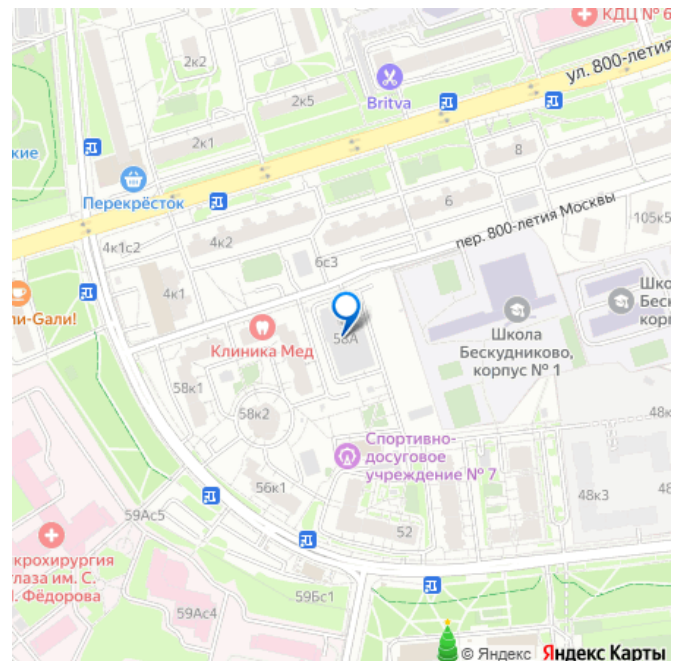 КДЦ № 6
ул. 800-летия
2к2
2к5
Britva
2к1
кие
Перекрёсток
8
6
пер. 800-летия Москвы
105к5
4к1с2
4к2
6с3
4к1
ли-Gали!
Клиника Мед
58А
Школа
Бескудниково,
корпус № 1
Шко
Беск
корп
58к1
58к2
48к
Спортивно-
досуговое
учреждение № 7
56к1
48к3
48
59Ас5
52
крохирургия
глаза им. С.
. Фёдорова
59Ас4
59Бс1
© Яндекс Яндекс Карты